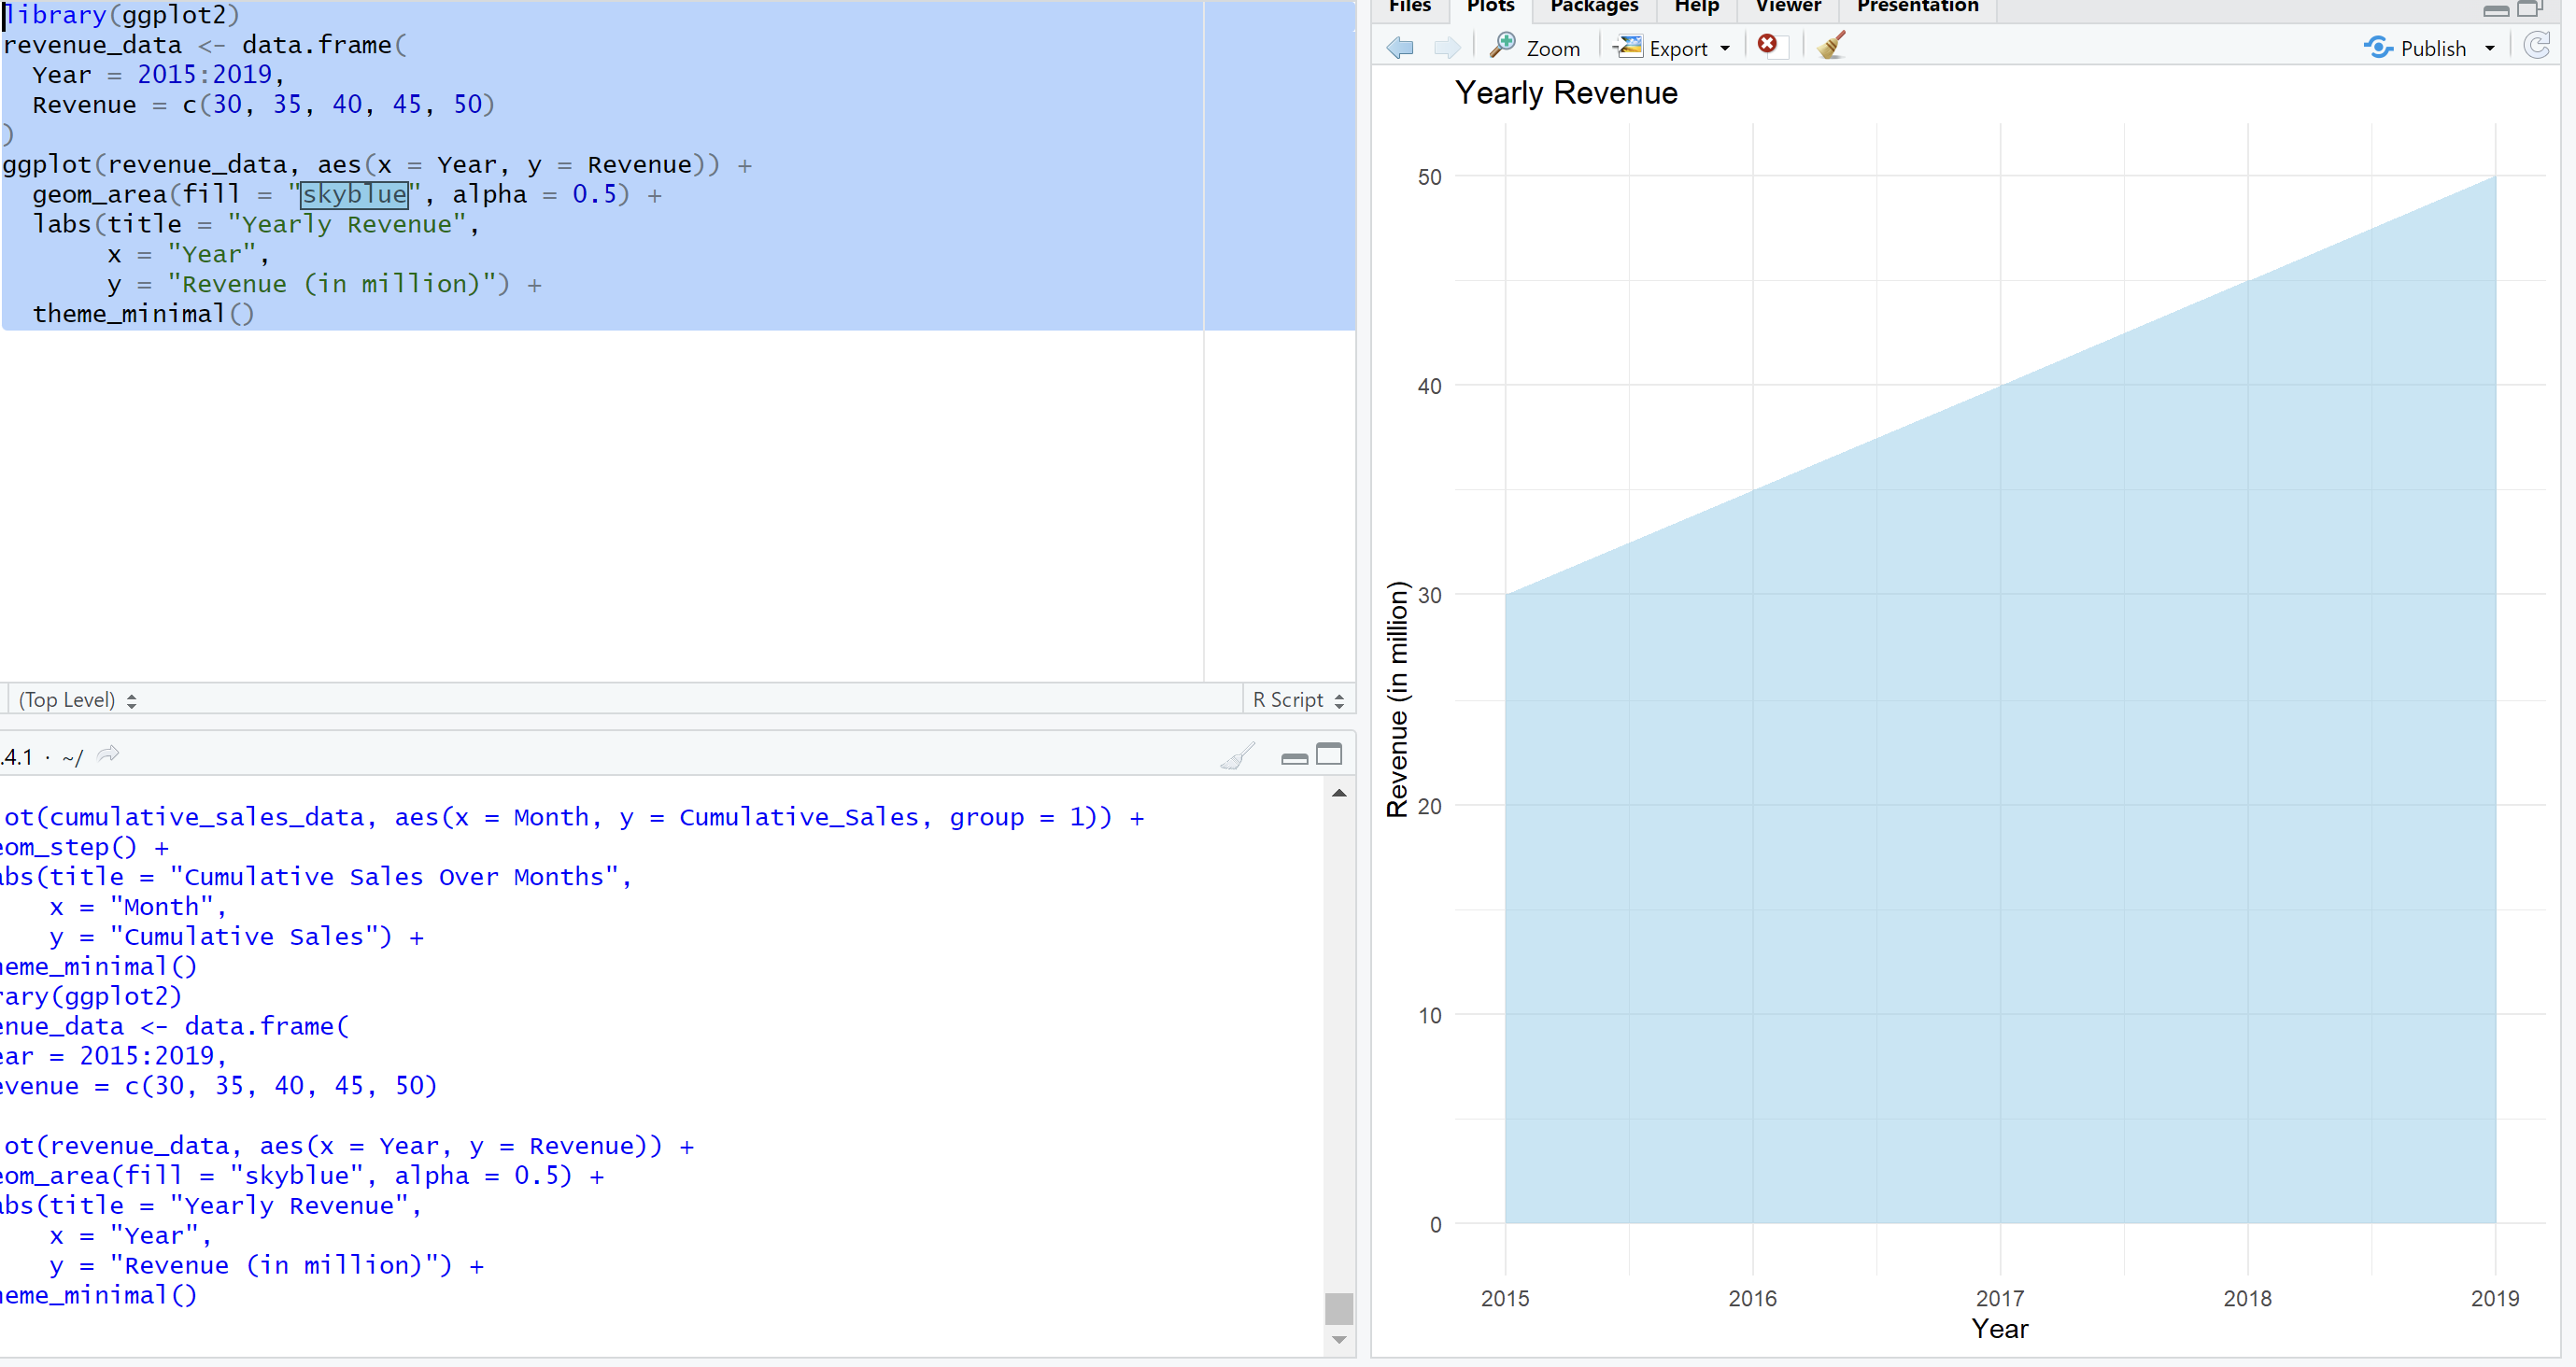 library(ggplot2)
revenue_data <- data.frame(
  Year = 2015:2019,
  Revenue = c(30, 35, 40, 45, 50)
)
ggplot(revenue_data, aes(x = Year, y = Revenue)) +
  geom_area(fill = "skyblue", alpha = 0.5) +
  labs(title = "Yearly Revenue",
       x = "Year",
       y = "Revenue (in million)") +
  theme_minimal()
(Top Level)
R Script
.4.1 · ~/
ot(cumulative_sales_data, aes(x = Month, y = Cumulative_Sales, group = 1)) +
eom_step() +
abs(title = "Cumulative Sales Over Months",
    x = "Month",
    y = "Cumulative Sales") +
heme_minimal()
rary(ggplot2)
enue_data <- data.frame(
ear = 2015:2019,
evenue = c(30, 35, 40, 45, 50)
ot(revenue_data, aes(x = Year, y = Revenue)) +
eom_area(fill = "skyblue", alpha = 0.5) +
abs(title = "Yearly Revenue",
    x = "Year",
    y = "Revenue (in million)") +
heme_minimal()
Files Plots Packages Help Viewer Presentation
Zoom Export Publish
Yearly Revenue
50
40
30
20
10
0
Revenue (in million)
2015 2016 2017 2018 2019
Year